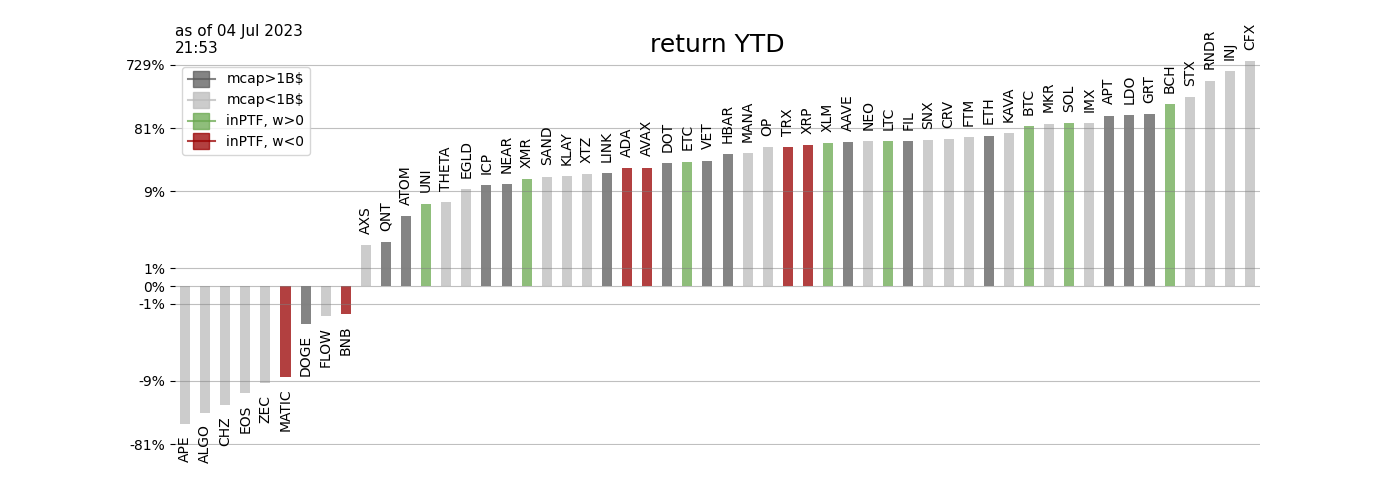 as of 04 Jul 2023
21:53
return YTD
729%
81%
9%
1%
0%
-1%
-9%
-81%
mcap>1B$
mcap<1B$
inPTF, w>0
inPTF, w<0
APE
ALGO
CHZ
EOS
ZEC
MATIC
DOGE
FLOW
BNB
AXS
QNT
ATOM
UNI
THETA
EGLD
ICP
NEAR
XMR
SAND
KLAY
XTZ
LINK
ADA
AVAX
DOT
ETC
VET
HBAR
MANA
OP
TRX
XRP
XLM
AAVE
NEO
LTC
FIL
SNX
CRV
FTM
ETH
KAVA
BTC
MKR
SOL
IMX
APT
LDO
GRT
BCH
STX
RNDR
INJ
CFX